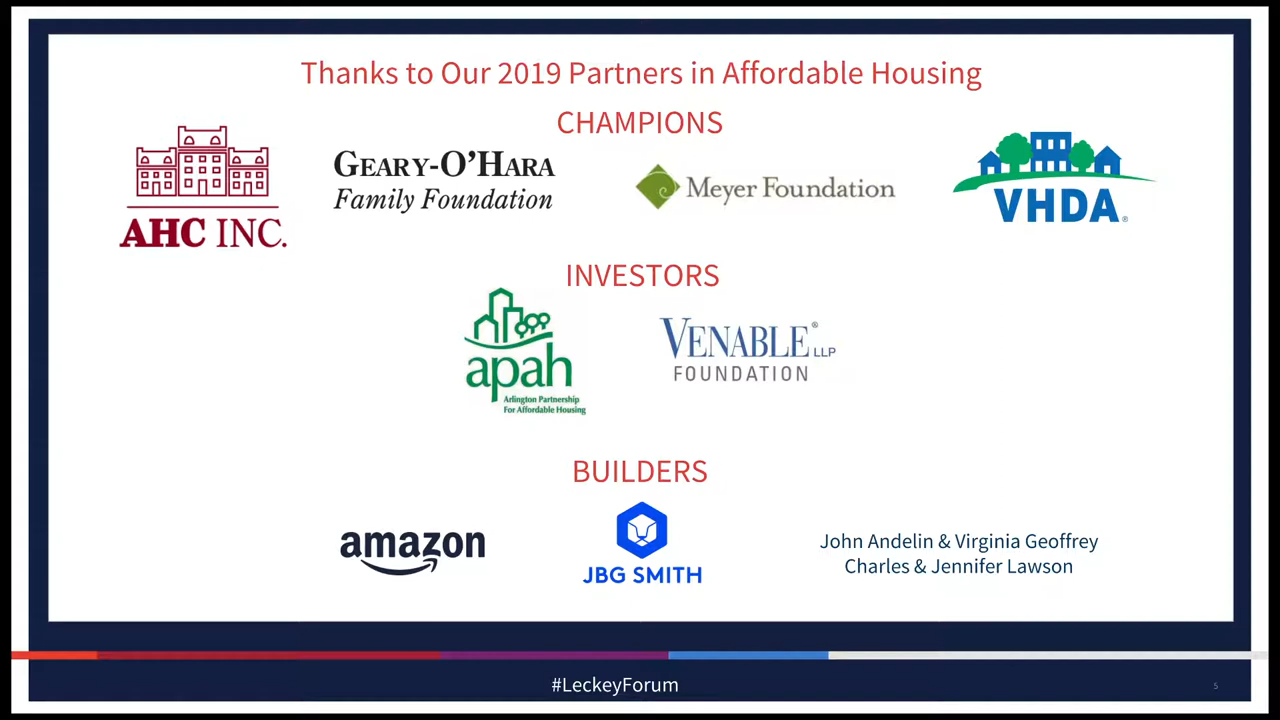 Thanks to Our 2019 Partners in Affordable Housing
CHAMPIONS
AHC INC.
GEARY-O'HARA
Family Foundation
Meyer Foundation
VHDA®
INVESTORS
apah
Arlington Partnership
For Affordable Housing
VENABLE® LLP
FOUNDATION
BUILDERS
amazon
JBG SMITH
John Andelin & Virginia Geoffrey
Charles & Jennifer Lawson
#LeckeyForum
5